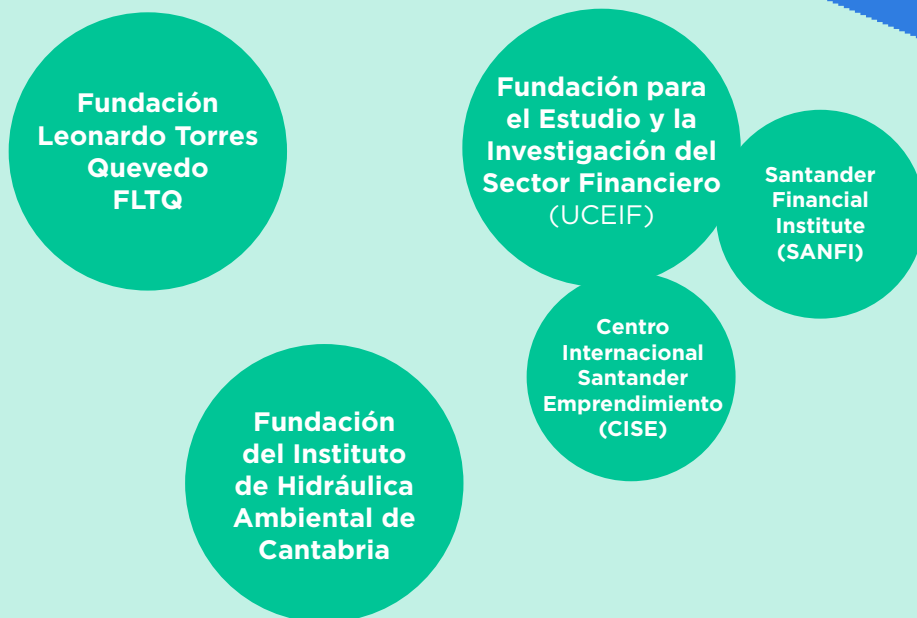 Fundación
Leonardo Torres
Quevedo
FLTQ
Fundación para
el Estudio y la
Investigación del
Sector Financiero
(UCEIF)
Santander
Financial
Institute
(SANFI)
Centro
Internacional
Santander
Emprendimiento
(CISE)
Fundación
del Instituto
de Hidráulica
Ambiental de
Cantabria